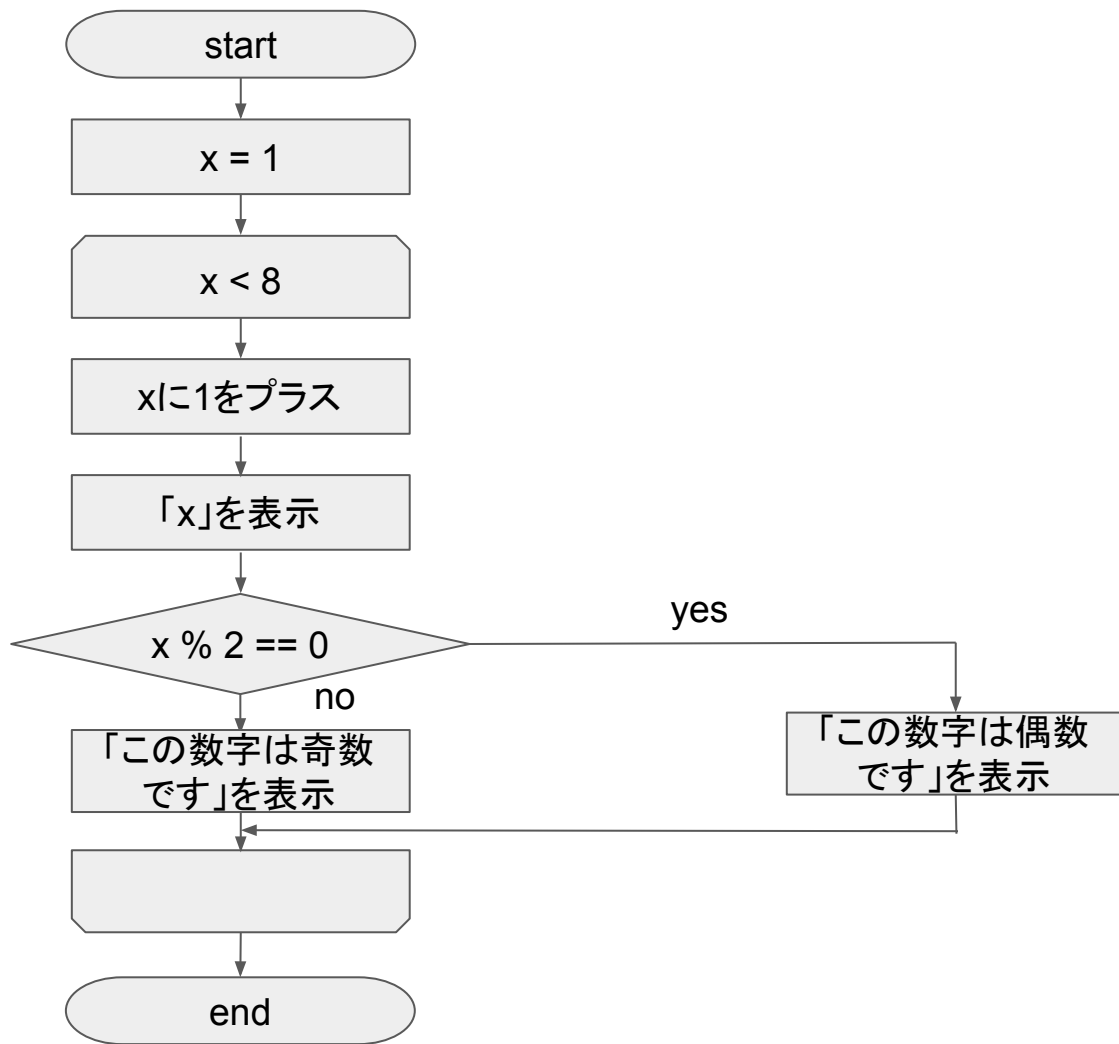 start
x = 1
x < 8
xに1をプラス
「x」を表示
x % 2 == 0
yes
no
「この数字は奇数
です」を表示
「この数字は偶数
です」を表示
end